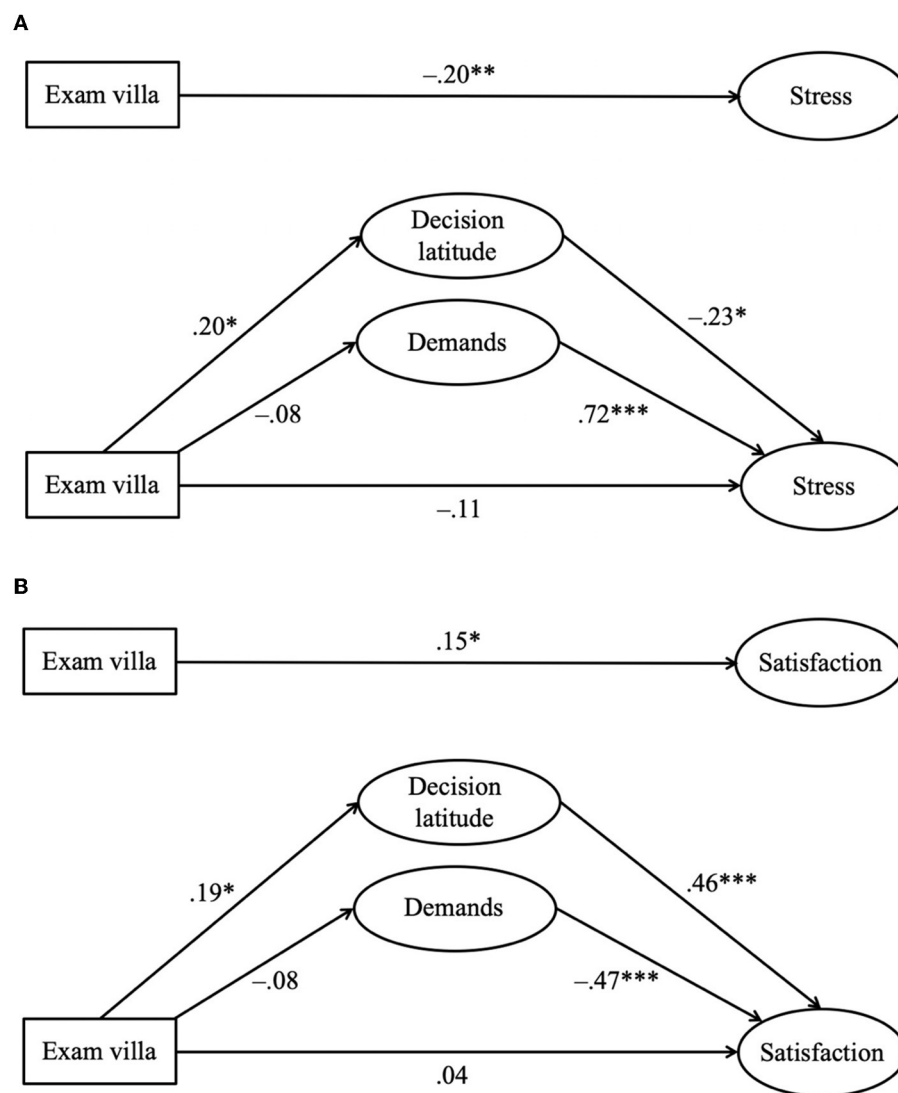 A
Exam villa
–.20**
Stress
Decision
latitude
.20*
–.23*
Demands
–.08
.72***
Exam villa
Stress
–.11
B
Exam villa
.15*
Satisfaction
Decision
latitude
.19*
.46***
Demands
–.08
–.47***
Exam villa
Satisfaction
.04